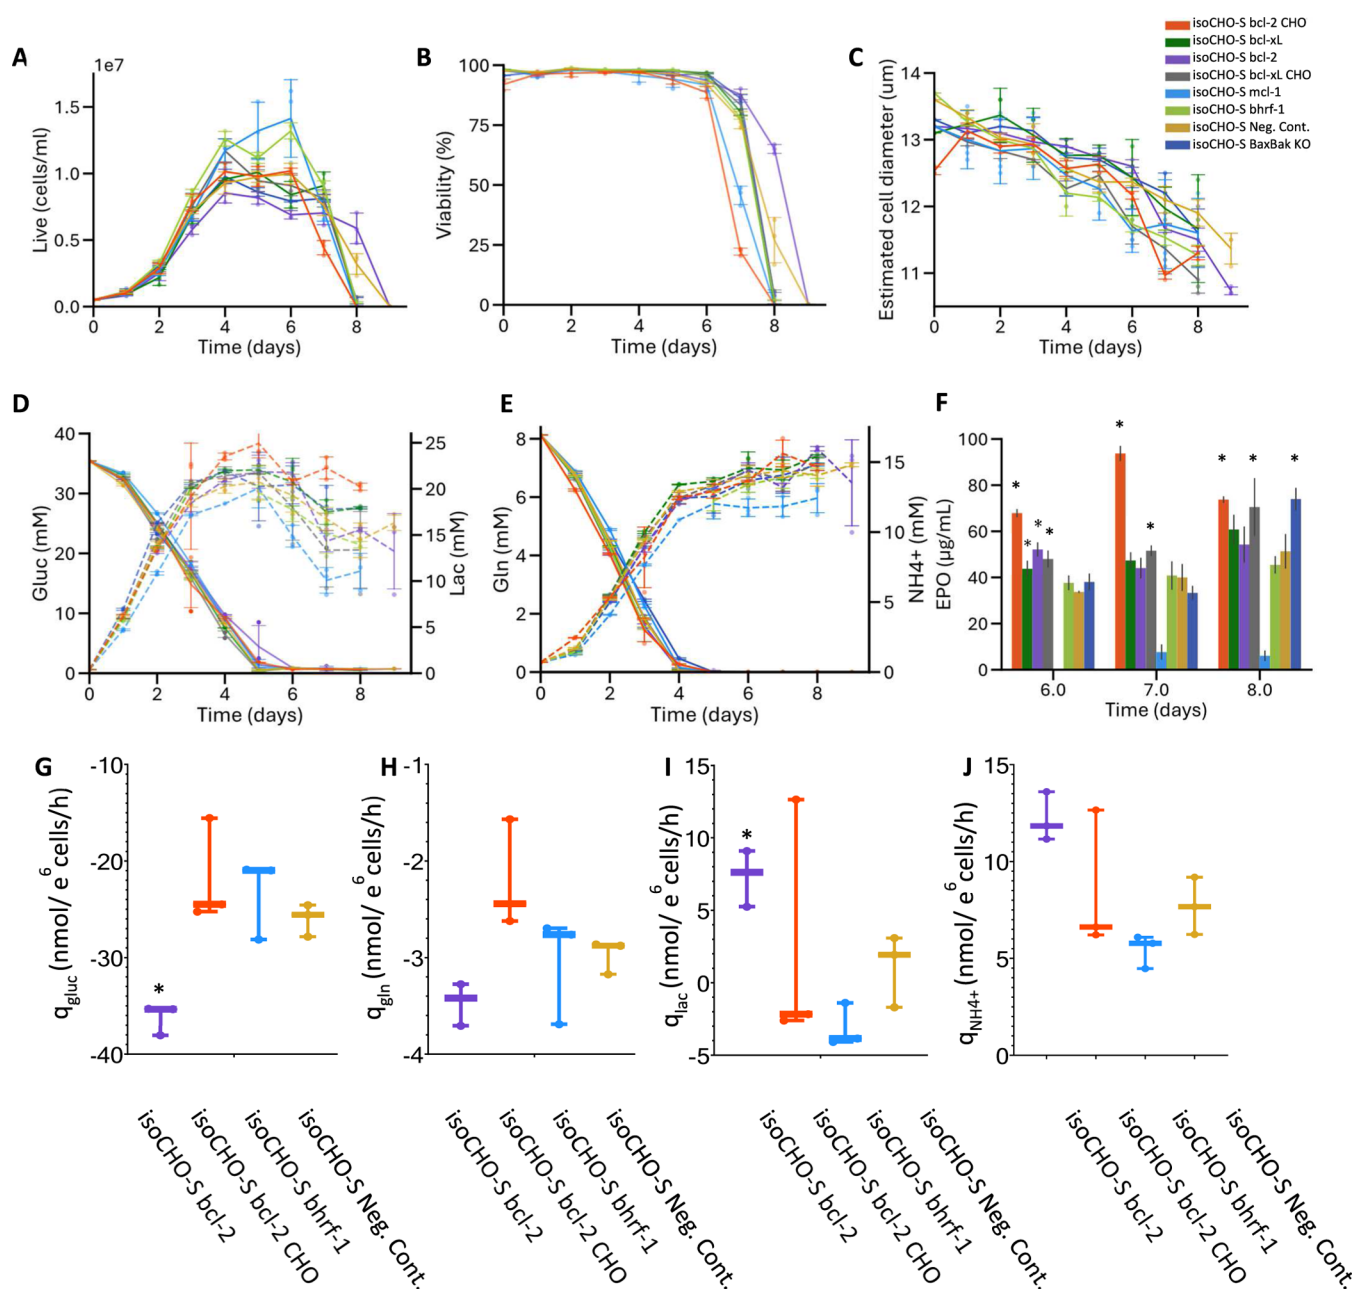 isoCHO-S bcl-2 CHO
isoCHO-S bcl-xL
isoCHO-S bcl-2
isoCHO-S bcl-xL CHO
isoCHO-S mcl-1
isoCHO-S bhrf-1
isoCHO-S Neg. Cont.
isoCHO-S BaxBak KO
A
1e7
Live (cells/ml)
1.5
1.0
0.5
0.0
0 2 4 6 8
Time (days)
B
Viability (%)
100
75
50
25
0
0 2 4 6 8
Time (days)
C
Estimated cell diameter (um)
14
13
12
11
0 2 4 6 8
Time (days)
D
Gluc (mM)
40
30
20
10
0
Lac (mM)
25
20
15
10
5
0
0 2 4 6 8
Time (days)
E
Gln (mM)
8
6
4
2
0
NH4+ (mM)
15
10
5
0
0 2 4 6 8
Time (days)
F
EPO (µg/mL)
100
80
60
40
20
0
* * * *
* *
* * *
6.0 7.0 8.0
Time (days)
G
qgluc (nmol/ e6 cells/h)
-10
-20
-30
-40
*
H
qgln (nmol/ e6 cells/h)
-1
-2
-3
-4
I
qlac (nmol/ e6 cells/h)
15
10
5
0
-5
*
J
qNH4+ (nmol/ e6 cells/h)
15
10
5
0
isoCHO-S bcl-2
isoCHO-S bcl-2 CHO
isoCHO-S bhrf-1
isoCHO-S Neg. Cont.
isoCHO-S bcl-2
isoCHO-S bcl-2 CHO
isoCHO-S bhrf-1
isoCHO-S Neg. Cont.
isoCHO-S bcl-2
isoCHO-S bcl-2 CHO
isoCHO-S bhrf-1
isoCHO-S Neg. Cont.
isoCHO-S bcl-2
isoCHO-S bcl-2 CHO
isoCHO-S bhrf-1
isoCHO-S Neg. Cont.